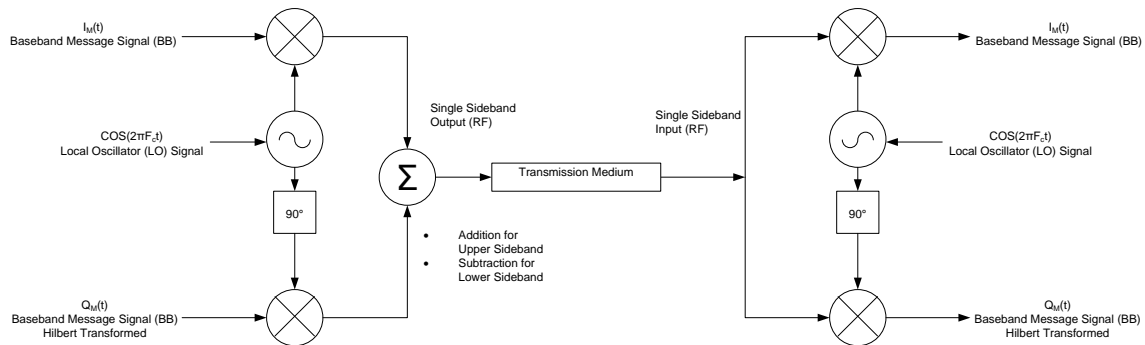 I_M(t)
Baseband Message Signal (BB)
COS(2πF_ct)
Local Oscillator (LO) Signal
90°
Q_M(t)
Baseband Message Signal (BB)
Hilbert Transformed
Single Sideband
Output (RF)
Σ
• Addition for
Upper Sideband
• Subtraction for
Lower Sideband
Transmission Medium
Single Sideband
Input (RF)
I_M(t)
Baseband Message Signal (BB)
COS(2πF_ct)
Local Oscillator (LO) Signal
90°
Q_M(t)
Baseband Message Signal (BB)
Hilbert Transformed